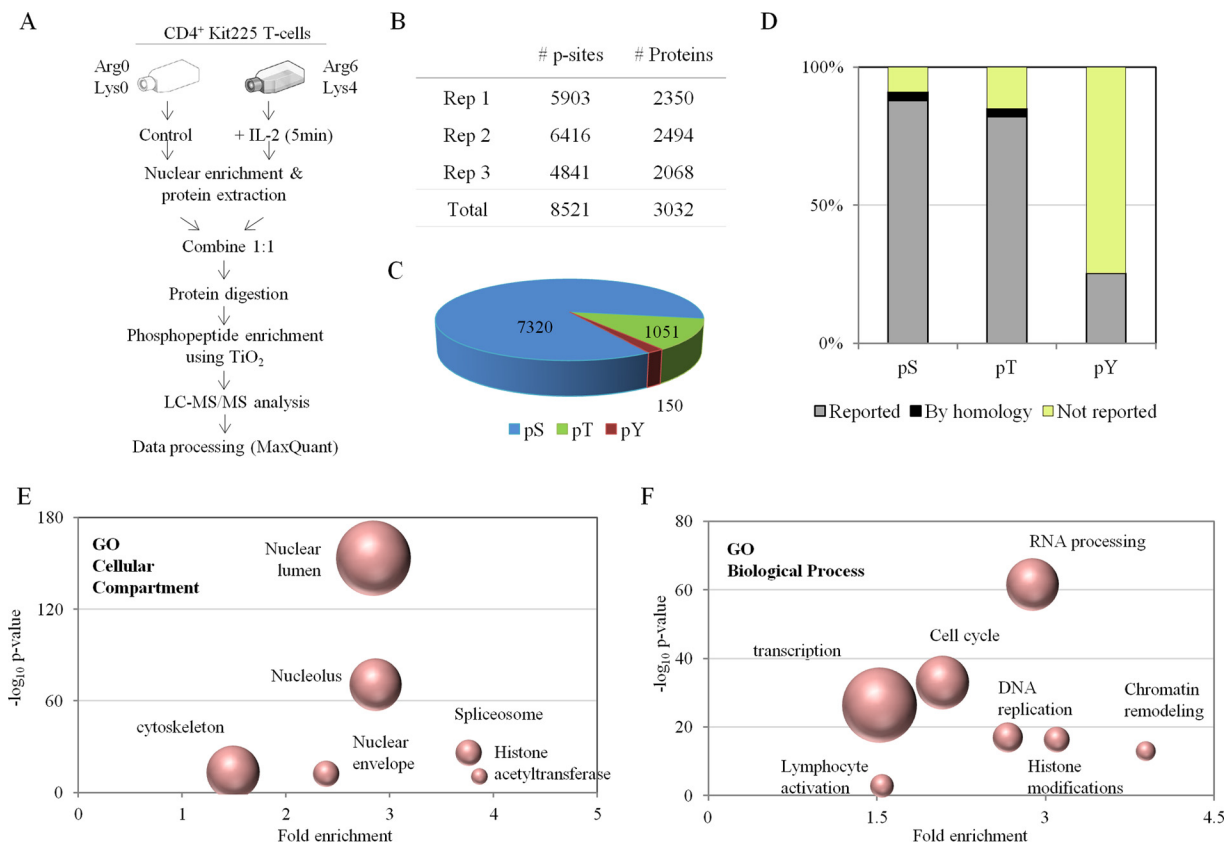 A
CD4+ Kit225 T-cells
Arg0
Lys0
Arg6
Lys4
Control
+ IL-2 (5min)
Nuclear enrichment &
protein extraction
Combine 1:1
Protein digestion
Phosphopeptide enrichment
using TiO2
LC-MS/MS analysis
Data processing (MaxQuant)
B
# p-sites # Proteins
Rep 1 5903 2350
Rep 2 6416 2494
Rep 3 4841 2068
Total 8521 3032
C
7320
1051
150
pS pT pY
D
100%
50%
0%
pS pT pY
Reported By homology Not reported
E
180
120
60
0
-log10 p-value
GO
Cellular
Compartment
Nuclear
lumen
Nucleolus
cytoskeleton
Nuclear
envelope
Spliceosome
Histone
acetyltransferase
0 1 2 3 4 5
Fold enrichment
F
80
60
40
20
0
-log10 p-value
GO
Biological Process
RNA processing
Cell cycle
transcription
DNA
replication
Chromatin
remodeling
Lymphocyte
activation
Histone
modifications
0 1.5 3 4.5
Fold enrichment